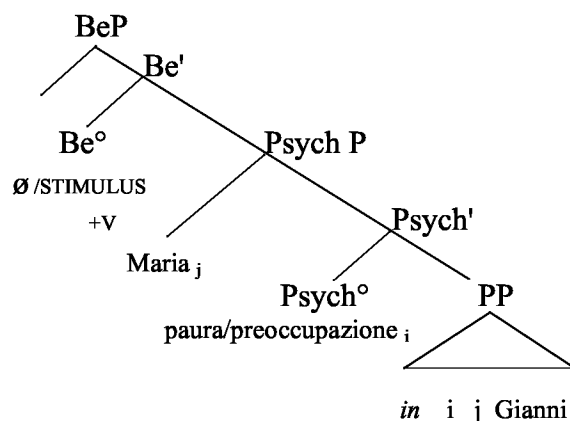 BeP
Be'
Be°
Psych P
Ø /STIMULUS
+V
Psych'
Maria j
Psych°
PP
paura/preoccupazione i
in i j Gianni